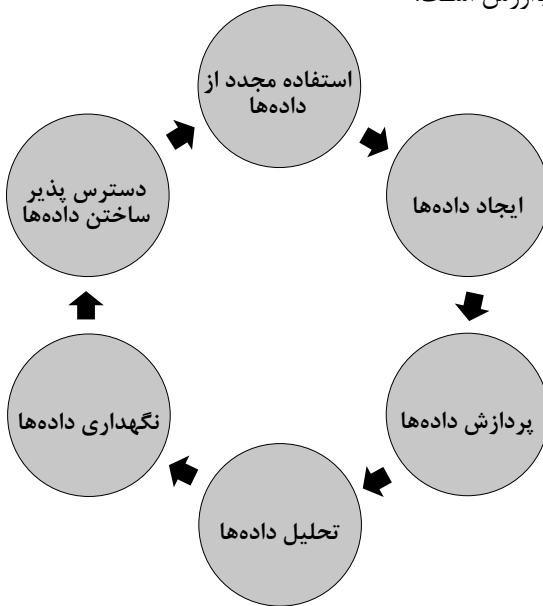 استفاده مجدد از
داده‌ها
ایجاد داده‌ها
پردازش داده‌ها
تحلیل داده‌ها
نگهداری داده‌ها
دسترس پذیر
ساختن داده‌ها